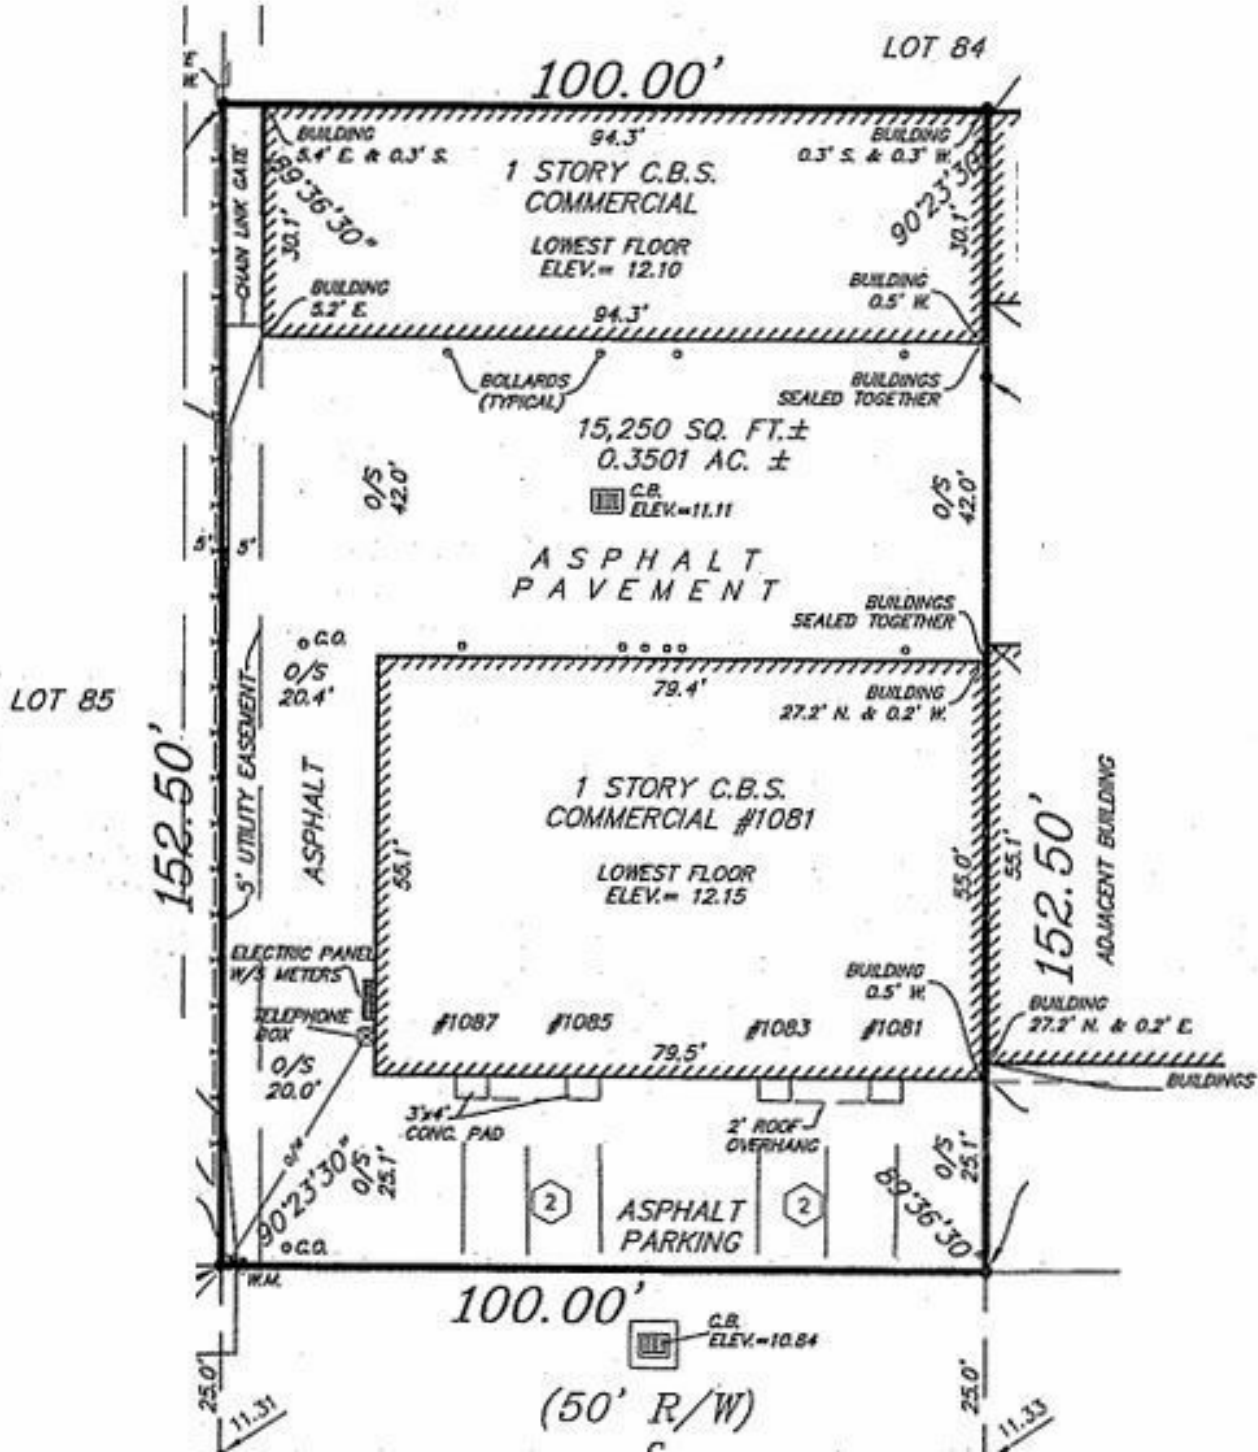 LOT 84
100.00'
E
W.
BUILDING
5.4' E. & 0.3' S.
94.3'
BUILDING
0.3' S. & 0.3' W.
1 STORY C.B.S.
COMMERCIAL
89°36'30"
90°23'30"
30.1'
30.1'
CHAIN LINK GATE
LOWEST FLOOR
ELEV.= 12.10
BUILDING
5.2' E.
BUILDING
0.5' W.
94.3'
BOLLARDS
(TYPICAL)
BUILDINGS
SEALED TOGETHER
15,250 SQ. FT.±
0.3501 AC. ±
O/S
42.0'
C.B.
ELEV.=11.11
O/S
42.0'
5'
5'
ASPHALT
PAVEMENT
BUILDINGS
SEALED TOGETHER
C.O.
O/S
20.4'
79.4'
BUILDING
27.2' N. & 0.2' W.
LOT 85
152.50'
5' UTILITY EASEMENT
ASPHALT
1 STORY C.B.S.
COMMERCIAL #1081
55.1'
LOWEST FLOOR
ELEV.= 12.15
55.0'
55.1'
152.50'
ADJACENT BUILDING
ELECTRIC PANEL
W/5 METERS
BUILDING
0.5' W.
TELEPHONE
BOX
#1087
#1085
#1083
#1081
BUILDING
27.2' N. & 0.2' E.
79.5'
O/S
20.0'
BUILDINGS
3'x4'
CONC. PAD
2' ROOF
OVERHANG
90°23'30"
O/S
25.1'
O/S
25.1'
89°36'30"
2
2
ASPHALT
PARKING
C.O.
W.M.
100.00'
C.B.
ELEV.=10.84
25.0'
25.0'
(50' R/W)
11.31
11.33